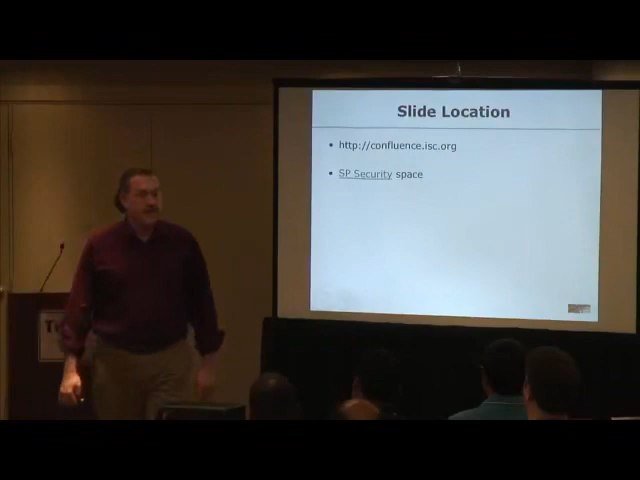 Slide Location
• http://confluence.isc.org
• SP Security space